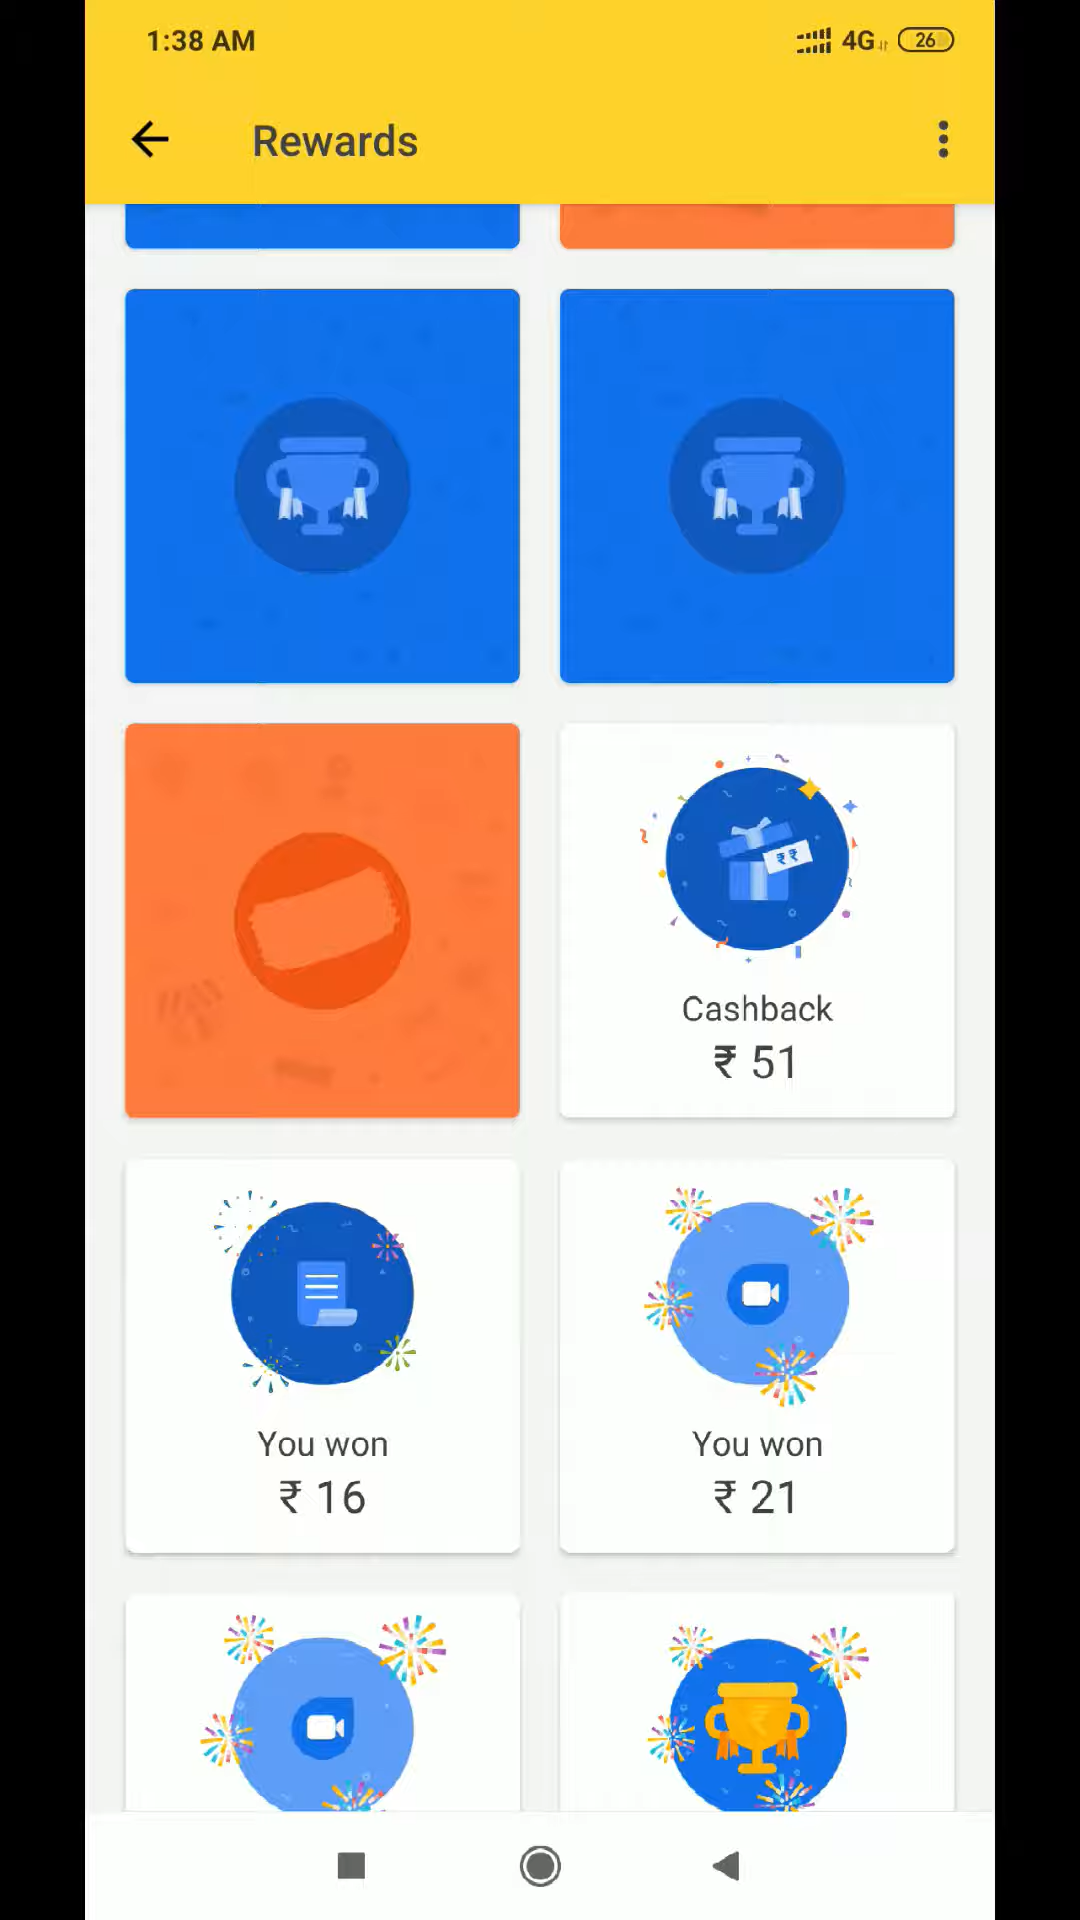 1:38 AM
4G
26
Rewards
₹₹
Cashback
₹ 51
You won
₹ 16
You won
₹ 21